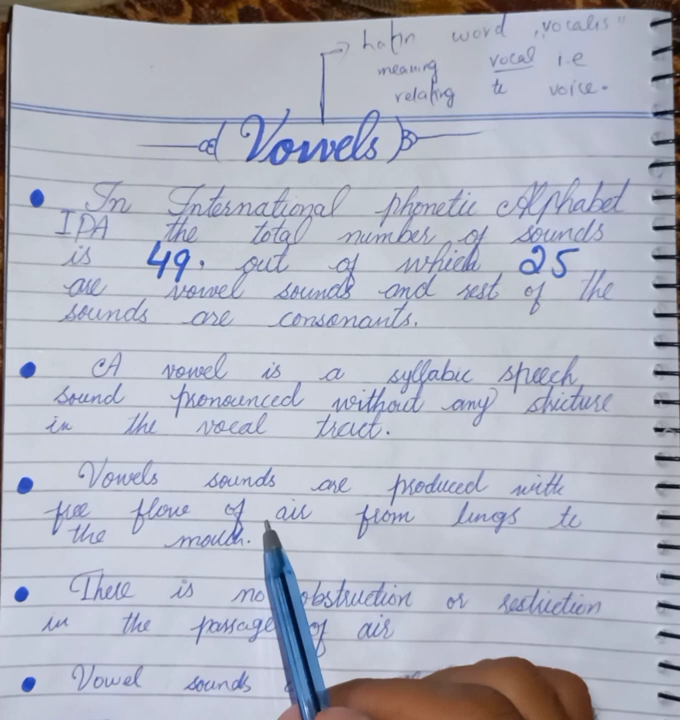 Latin word "vocalis"
meaning vocal i.e
relating to voice.
Vowels
In International phonetic Alphabet
IPA the total number of sounds
is 49. out of which 25
are vowel sounds and rest of the
sounds are consonants.
A vowel is a syllabic speech
sound pronounced without any stricture
in the vocal tract.
Vowels sounds are produced with
free flow of air from lungs to
the mouth.
There is no obstruction or restriction
in the passage of air
Vowel sounds